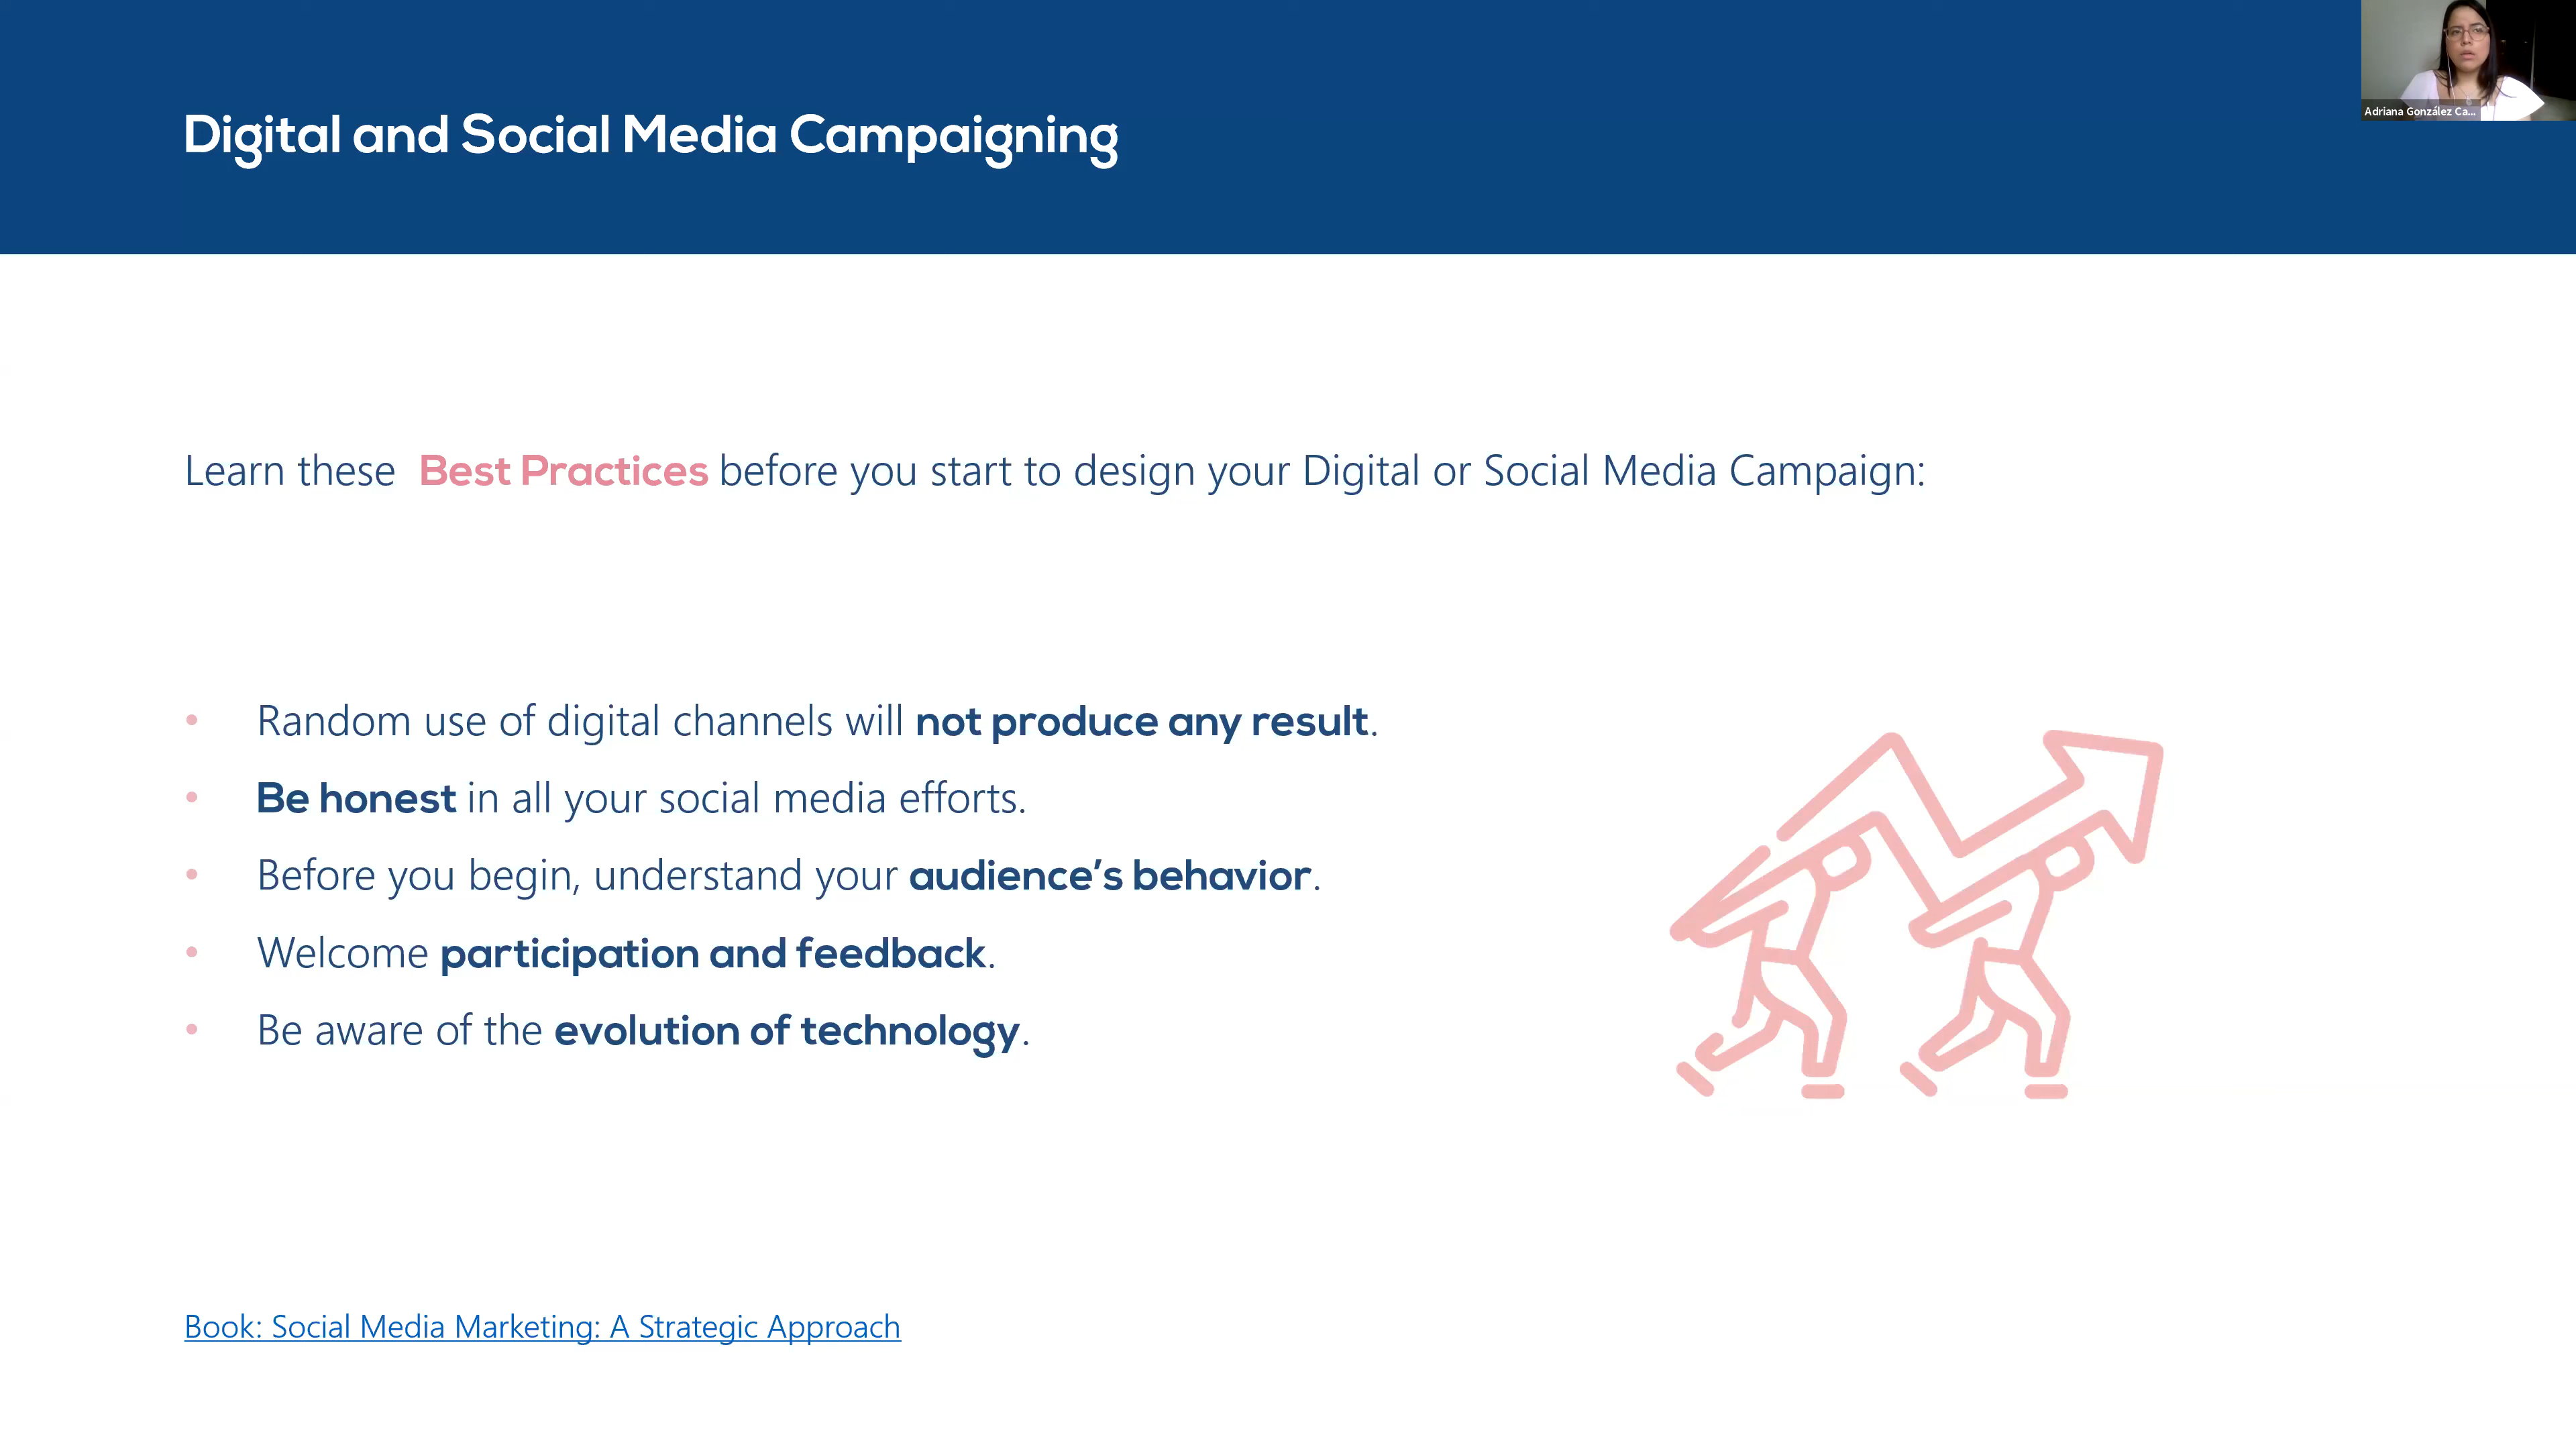 Digital and Social Media Campaigning
Adriana González Ca...
Learn these Best Practices before you start to design your Digital or Social Media Campaign:
• Random use of digital channels will not produce any result.
• Be honest in all your social media efforts.
• Before you begin, understand your audience’s behavior.
• Welcome participation and feedback.
• Be aware of the evolution of technology.
Book: Social Media Marketing: A Strategic Approach